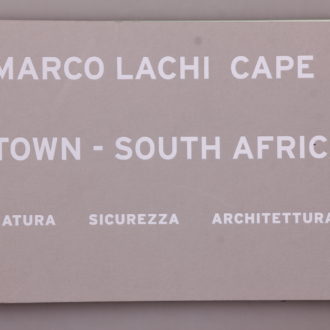 MARCO LACHI CAPE
TOWN - SOUTH AFRIC
ATURA SICUREZZA ARCHITETTURA